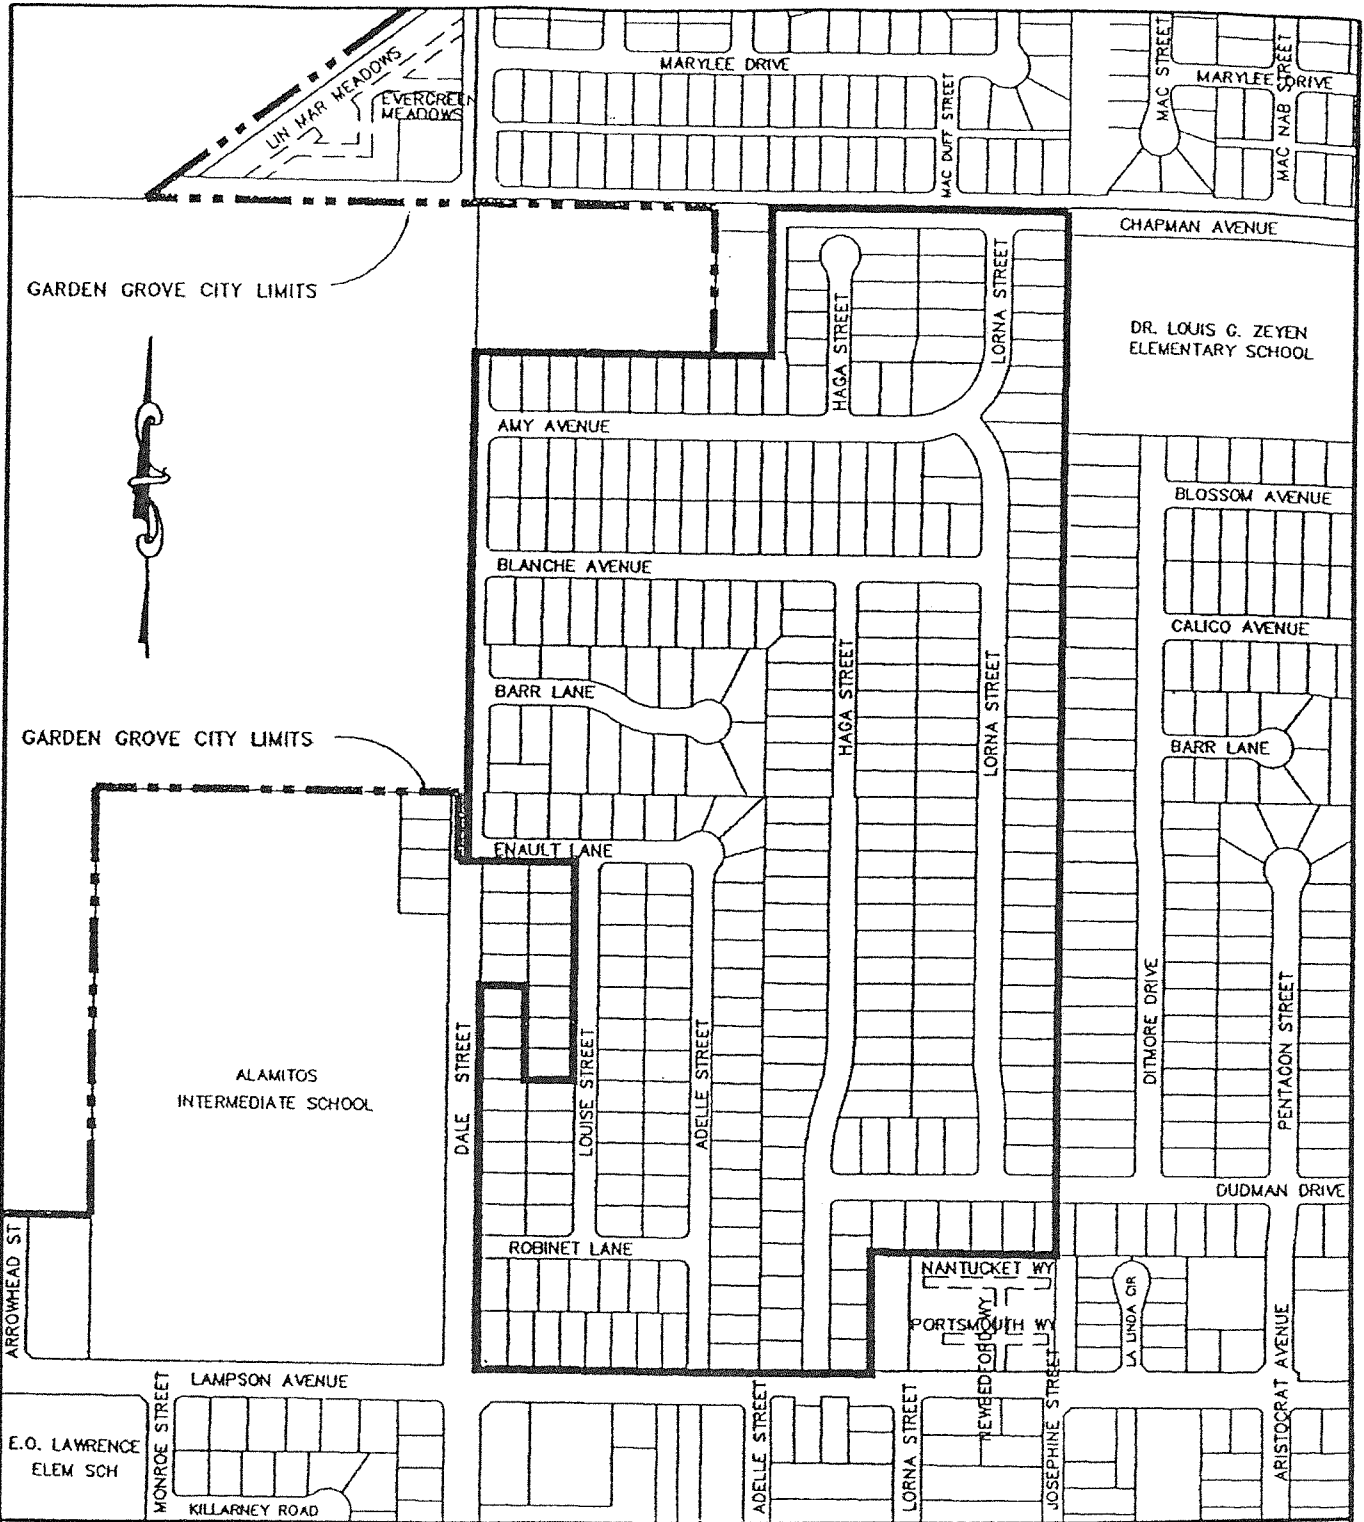 LIN MAR MEADOWS
EVERGREEN
MEADOWS
MARYLEE DRIVE
MAC DUFF STREET
MAC STREET
MARYLEE DRIVE
MAC NAB STREET
CHAPMAN AVENUE
GARDEN GROVE CITY LIMITS
HAGA STREET
LORNA STREET
DR. LOUIS G. ZEYEN
ELEMENTARY SCHOOL
AMY AVENUE
BLOSSOM AVENUE
BLANCHE AVENUE
CALICO AVENUE
BARR LANE
HAGA STREET
LORNA STREET
BARR LANE
GARDEN GROVE CITY LIMITS
ENAULT LANE
ALAMITOS
INTERMEDIATE SCHOOL
DALE STREET
LOUISE STREET
ADELLE STREET
DITMORE DRIVE
PENTAGON STREET
DUDMAN DRIVE
ARROWHEAD ST
ROBINET LANE
NANTUCKET WY
PORTSMOUTH WY
NEWBEDFORD WY
LA LINDA CIR
ARISTOCRAT AVENUE
LAMPSON AVENUE
MONROE STREET
E.O. LAWRENCE
ELEM SCH
KILLARNEY ROAD
ADELLE STREET
LORNA STREET
JOSEPHINE STREET